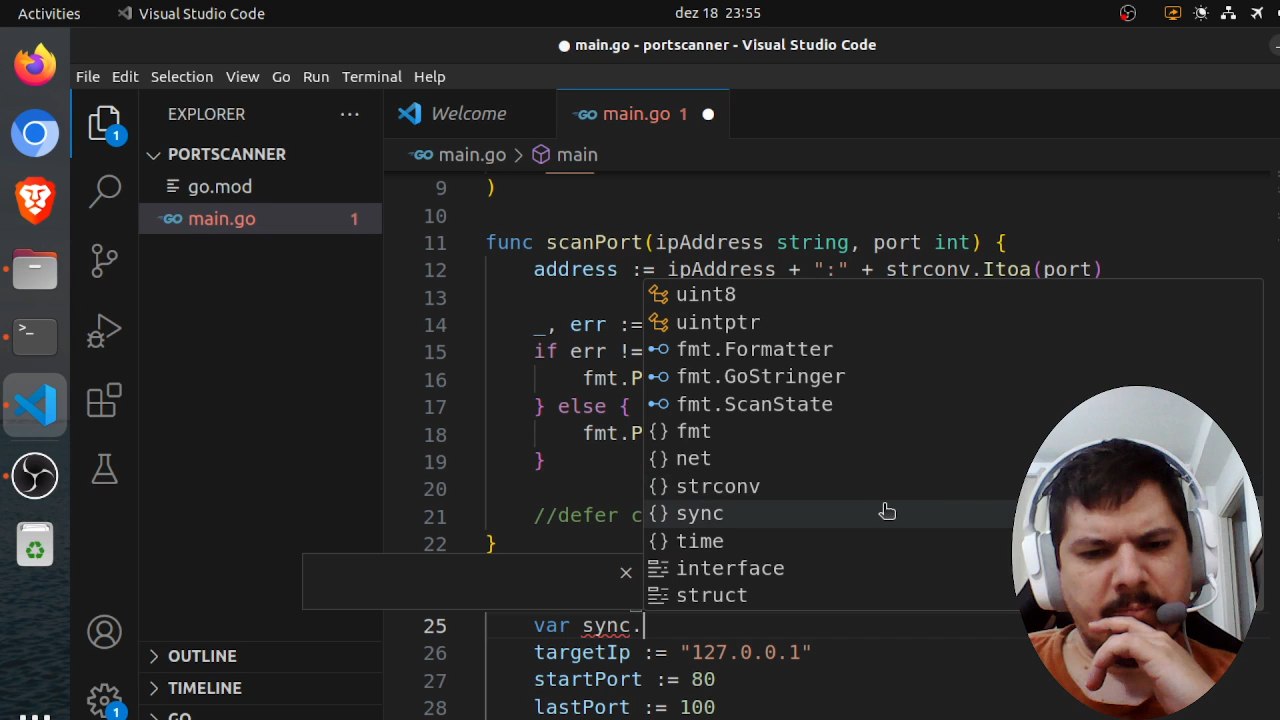 Activities Visual Studio Code dez 18 23:55
main.go - portscanner - Visual Studio Code
File Edit Selection View Go Run Terminal Help
EXPLORER ···
Welcome
main.go 1
1
PORTSCANNER
main.go > main
go.mod
main.go 1
9 )
10
11 func scanPort(ipAddress string, port int) {
12 address := ipAddress + ":" + strconv.Itoa(port)
13
14 _, err :=
15 if err !=
16 fmt.P
17 } else {
18 fmt.P
19 }
20
21 //defer c
22 }
uint8
uintptr
fmt.Formatter
fmt.GoStringer
fmt.ScanState
{} fmt
{} net
{} strconv
{} sync
{} time
interface
struct
25 var sync.
26 targetIp := "127.0.0.1"
27 startPort := 80
28 lastPort := 100
OUTLINE
TIMELINE
GO
1